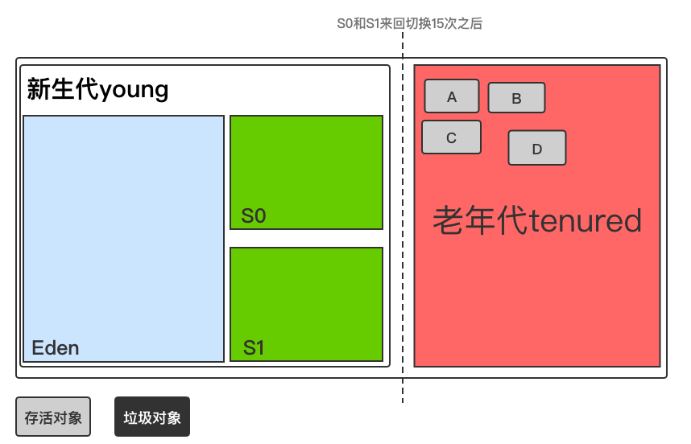 S0和S1来回切换15次之后
新生代young
A
B
C
D
S0
老年代tenured
Eden
S1
存活对象
垃圾对象